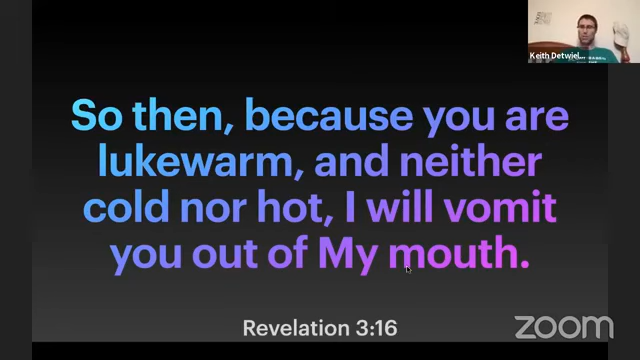 So then, because you are
lukewarm, and neither
cold nor hot, I will vomit
you out of My mouth.
Revelation 3:16
Keith Detwiel...
zoom